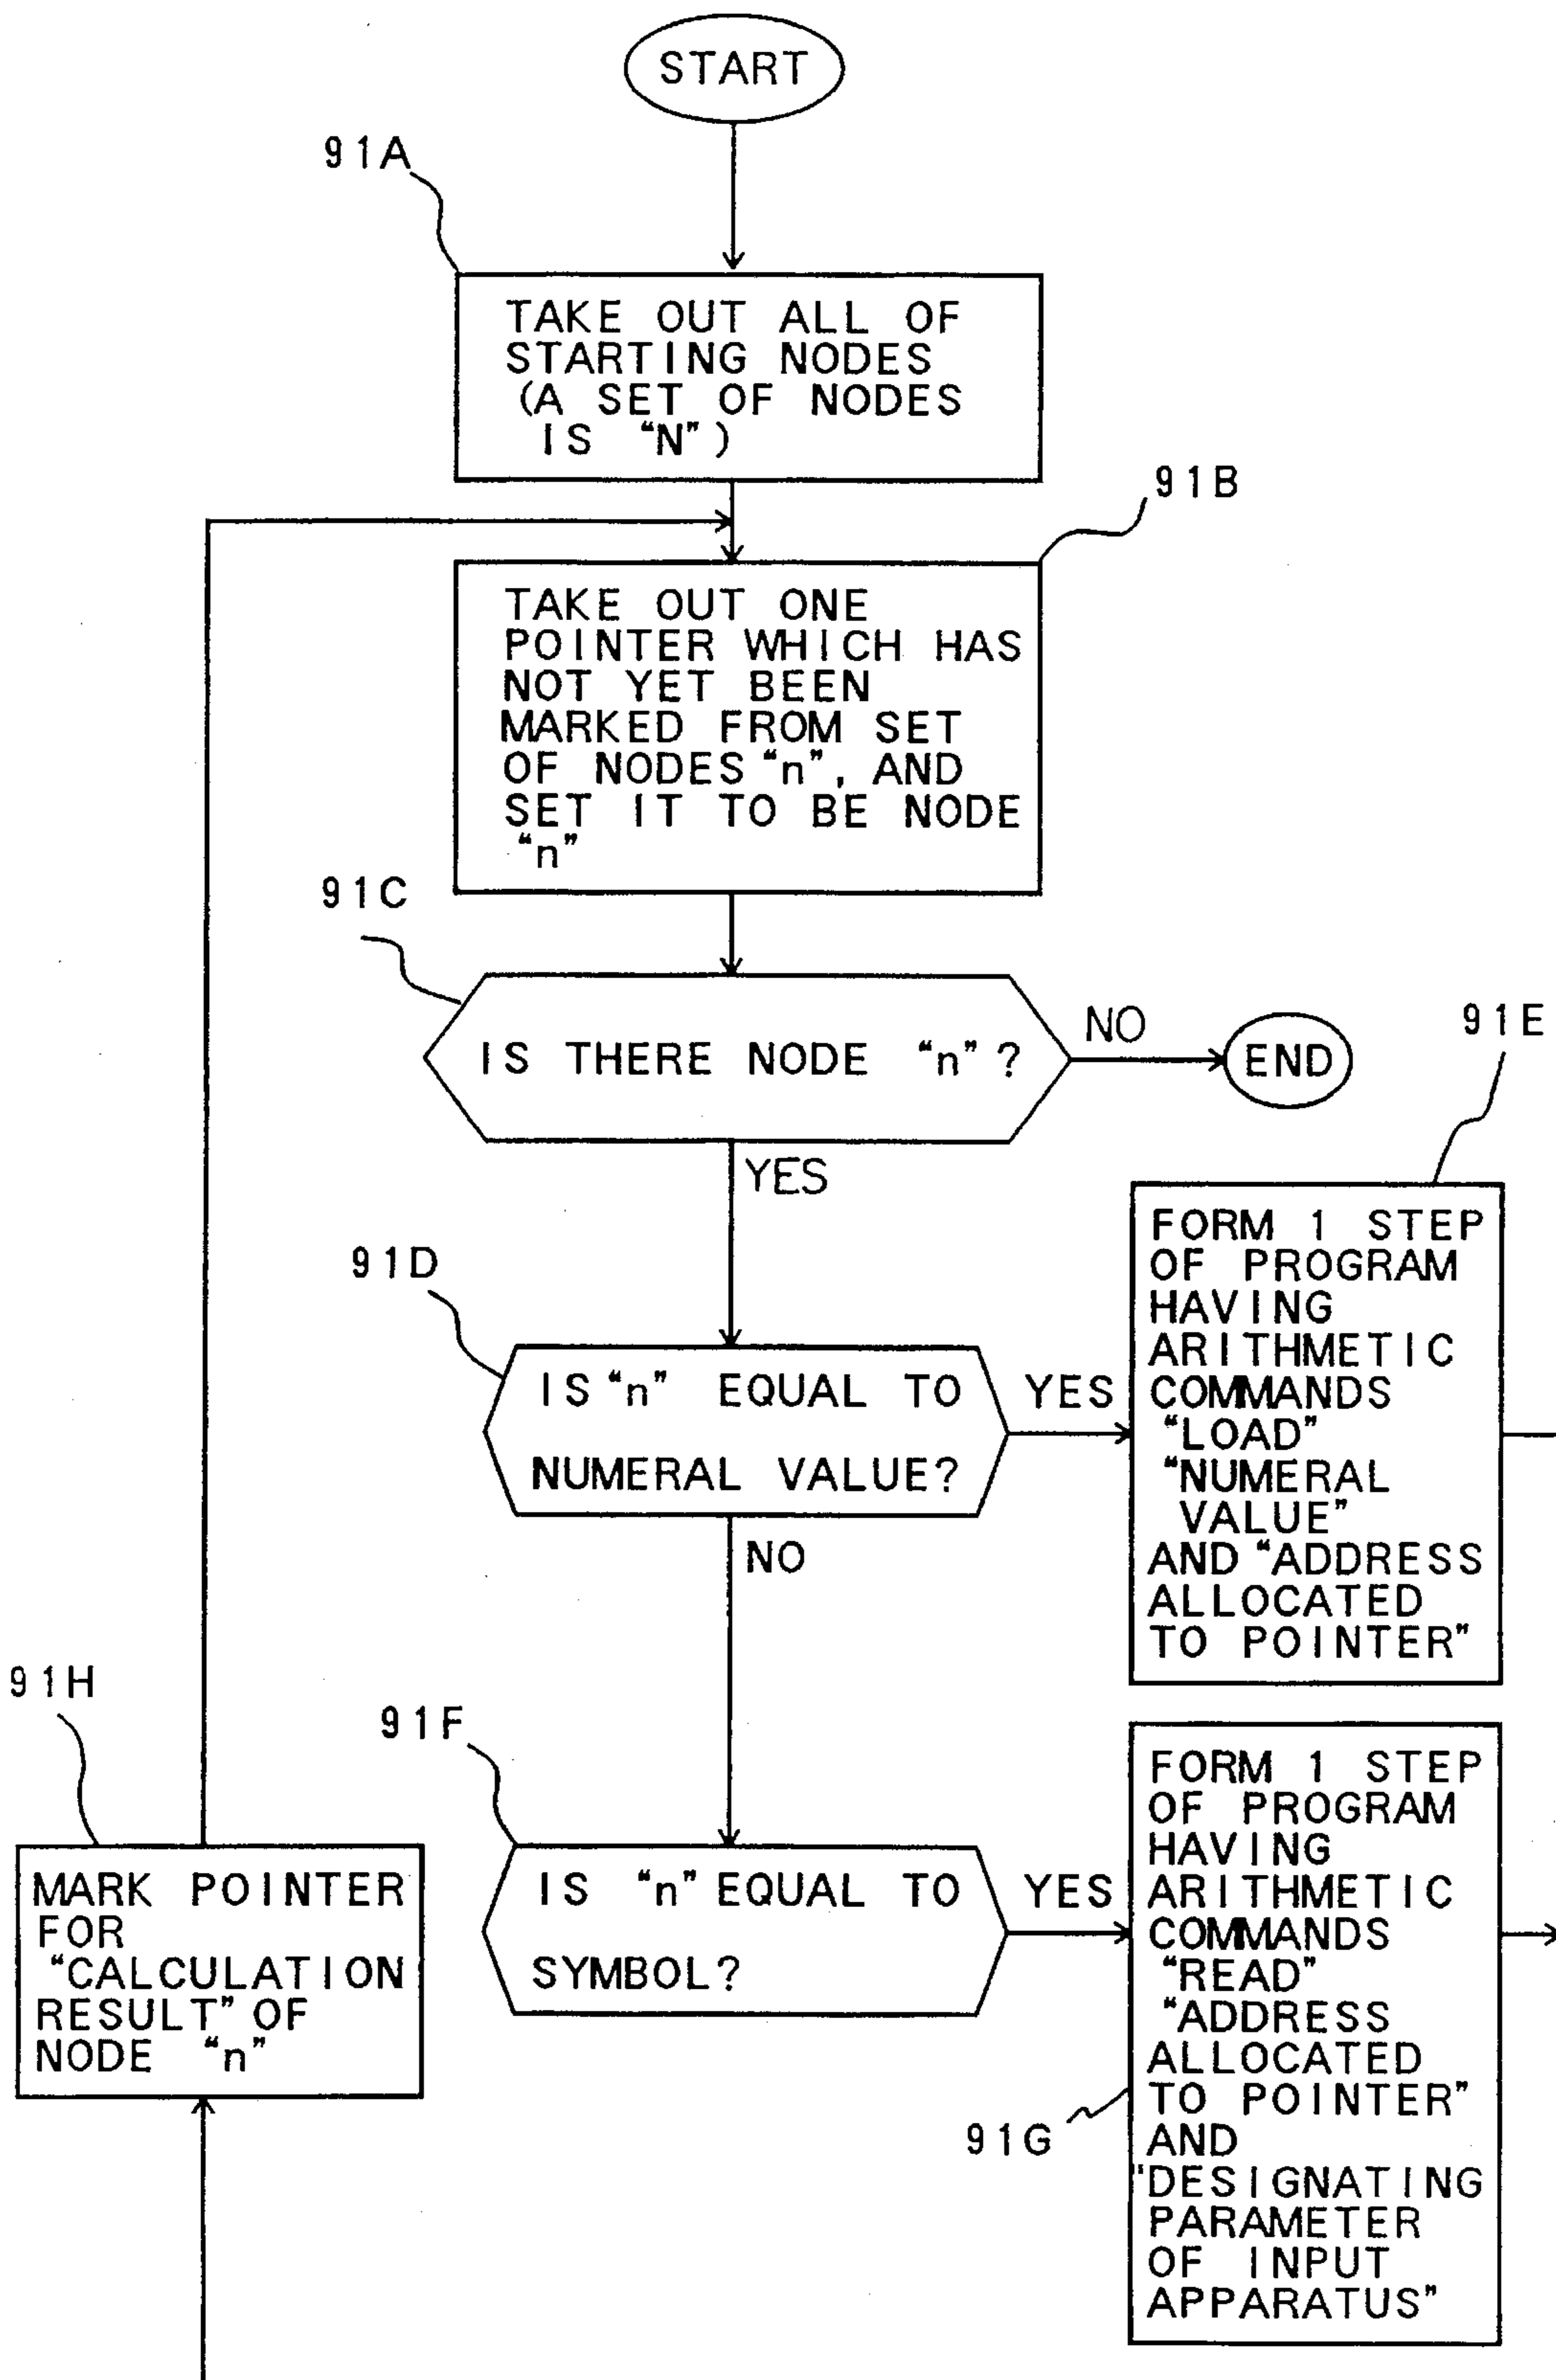 START
91A
TAKE OUT ALL OF
STARTING NODES
(A SET OF NODES
IS “N”)
91B
TAKE OUT ONE
POINTER WHICH HAS
NOT YET BEEN
MARKED FROM SET
OF NODES “n”, AND
SET IT TO BE NODE
“n”
91C
IS THERE NODE “n”?
NO
END
YES
91D
IS “n” EQUAL TO
NUMERAL VALUE?
YES
91E
FORM 1 STEP
OF PROGRAM
HAVING
ARITHMETIC
COMMANDS
“LOAD”
“NUMERAL
VALUE”
AND “ADDRESS
ALLOCATED
TO POINTER”
NO
91F
IS “n” EQUAL TO
SYMBOL?
YES
91G
FORM 1 STEP
OF PROGRAM
HAVING
ARITHMETIC
COMMANDS
“READ”
“ADDRESS
ALLOCATED
TO POINTER”
AND
“DESIGNATING
PARAMETER
OF INPUT
APPARATUS”
91H
MARK POINTER
FOR
“CALCULATION
RESULT” OF
NODE “n”